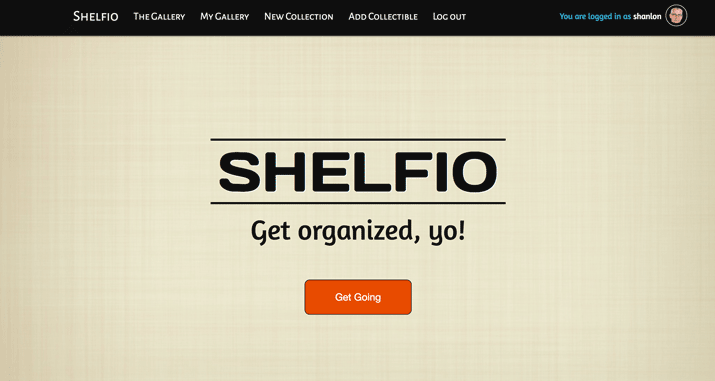 Shelfio The Gallery My Gallery New Collection Add Collectible Log out You are logged in as shanlon
SHELFIO
Get organized, yo!
Get Going